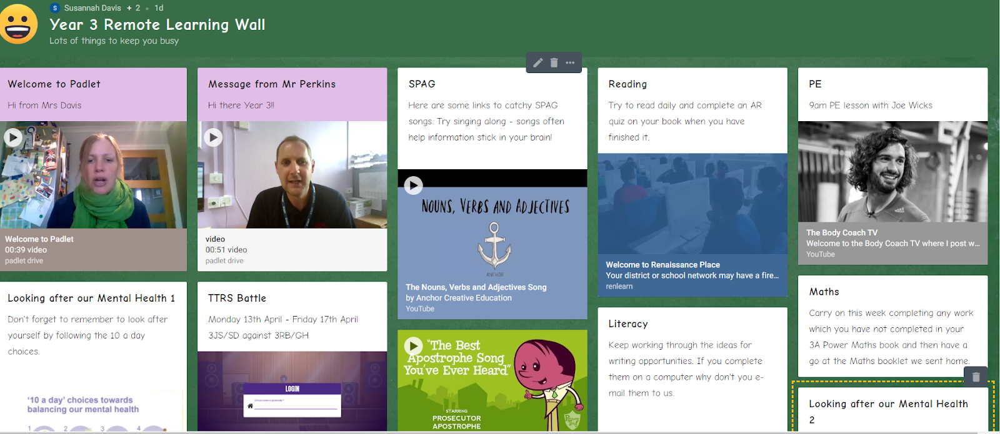 S Susannah Davis + 2 • 1d
Year 3 Remote Learning Wall
Lots of things to keep you busy
Welcome to Padlet
Hi from Mrs Davis
Welcome to Padlet
00:39 video
padlet drive
Looking after our Mental Health 1
Don't forget to remember to look after
yourself by following the 10 a day
choices.
'10 a day' choices towards
balancing our mental health
1 2 3 4
Message from Mr Perkins
Hi there Year 3!!
video
00:51 video
padlet drive
TTRS Battle
Monday 13th April - Friday 17th April
3JS/SD against 3RB/GH
LOGIN
School name or postcode *
SPAG
Here are some links to catchy SPAG
songs. Try singing along - songs often
help information stick in your brain!
NOUNS, VERBS AND ADJECTIVES
ANCHOR
The Nouns, Verbs and Adjectives Song
by Anchor Creative Education
YouTube
"The Best
Apostrophe Song
You've Ever Heard"
STARRING
PROSECUTOR
APOSTROPHE
Reading
Try to read daily and complete an AR
quiz on your book when you have
finished it.
Welcome to Renaissance Place
Your district or school network may have a fire...
renlearn
Literacy
Keep working through the ideas for
writing opportunities. If you complete
them on a computer why don't you e-
mail them to us.
PE
9am PE lesson with Joe Wicks
The Body Coach TV
Welcome to the Body Coach TV where I post w...
YouTube
Maths
Carry on this week completing any work
which you have not completed in your
3A Power Maths book and then have a
go at the Maths booklet we sent home.
Looking after our Mental Health
2